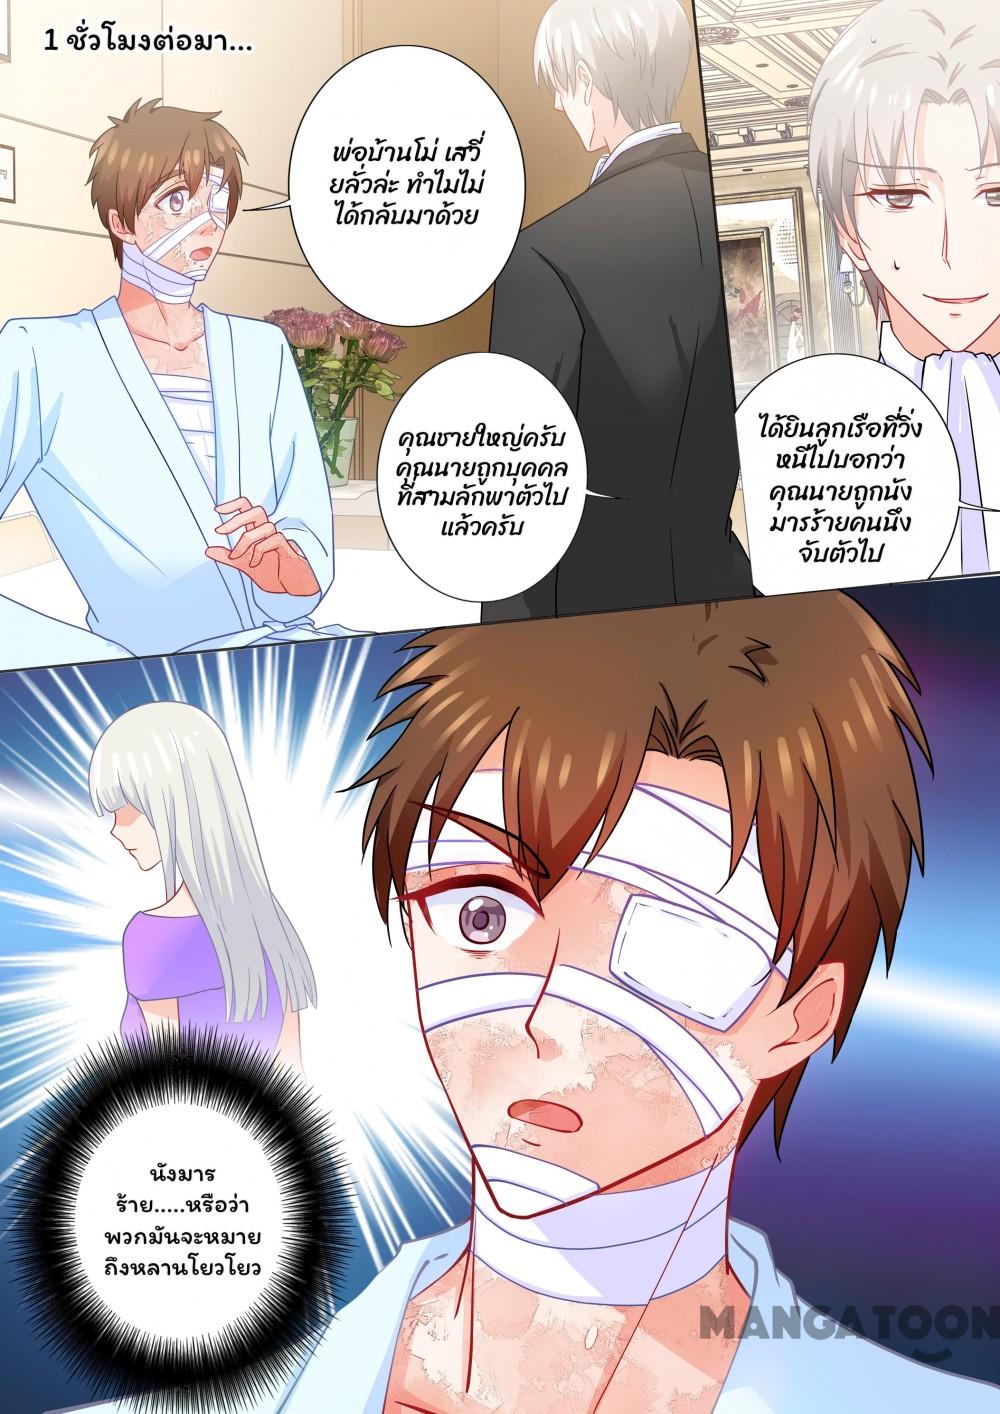 1 ชั่วโมงต่อมา...
พ่อบ้านโม่ เสวี่
ยลั่วล่ะ ทำไมไม่
ได้กลับมาด้วย
คุณชายใหญ่ครับ
คุณนายถูกบุคคล
ที่สามลักพาตัวไป
แล้วครับ
ได้ยินลูกเรือที่วิ่ง
หนีไปบอกว่า
คุณนายถูกนัง
มารร้ายคนนึง
จับตัวไป
นังมาร
ร้าย.....หรือว่า
พวกมันจะหมาย
ถึงหลานโยวโยว
MANGATOON